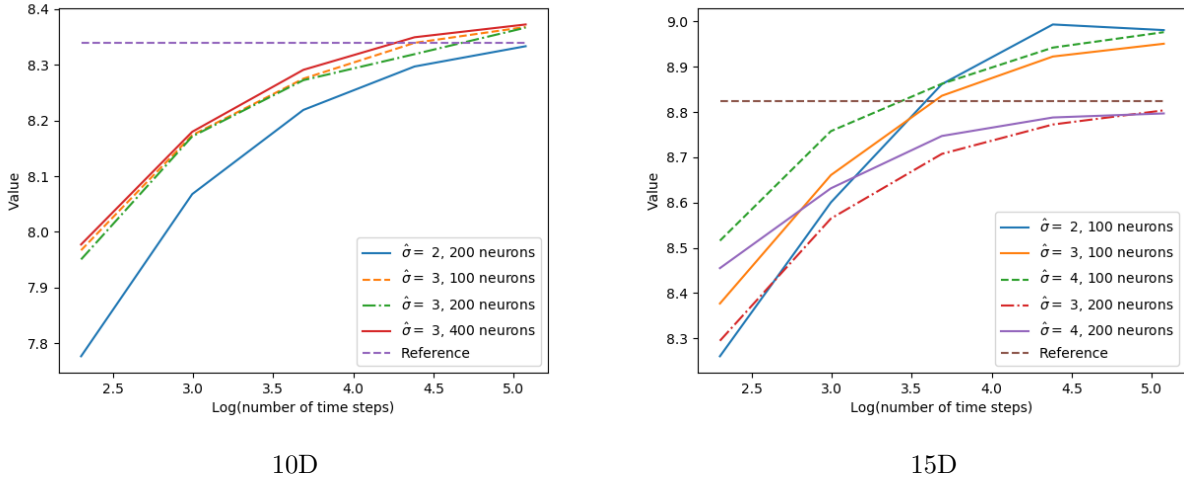 8.4
8.3
8.2
8.1
8.0
7.9
7.8
Value
2.5 3.0 3.5 4.0 4.5 5.0
Log(number of time steps)
σ̂ = 2, 200 neurons
σ̂ = 3, 100 neurons
σ̂ = 3, 200 neurons
σ̂ = 3, 400 neurons
Reference
10D
9.0
8.9
8.8
8.7
8.6
8.5
8.4
8.3
Value
2.5 3.0 3.5 4.0 4.5 5.0
Log(number of time steps)
σ̂ = 2, 100 neurons
σ̂ = 3, 100 neurons
σ̂ = 4, 100 neurons
σ̂ = 3, 200 neurons
σ̂ = 4, 200 neurons
Reference
15D